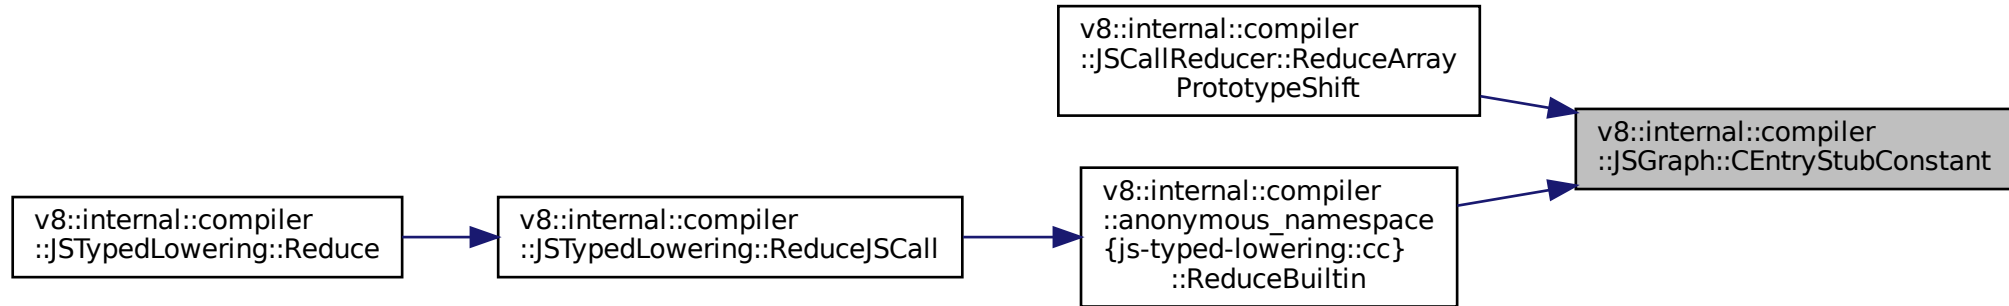 v8::internal::compiler
::JSCallReducer::ReduceArray
PrototypeShift
v8::internal::compiler
::JSGraph::CEntryStubConstant
v8::internal::compiler
::anonymous_namespace
{js-typed-lowering::cc}
::ReduceBuiltin
v8::internal::compiler
::JSTypedLowering::ReduceJSCall
v8::internal::compiler
::JSTypedLowering::Reduce